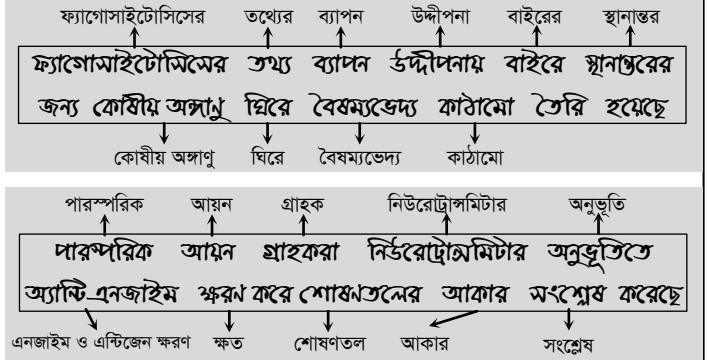 ফ্যাগোসাইটোসিসের তথ্যের ব্যাপন উদ্দীপনা বাইরের স্থানান্তর
ফ্যাগোসাইটোসিসের তথ্য ব্যাপন উদ্দীপনায় বাইরে স্থানান্তরের
জন্য কোষীয় অঙ্গাণু ঘিরে বৈষম্যভেদ্য কাঠামো তৈরি হয়েছে
কোষীয় অঙ্গাণু ঘিরে বৈষম্যভেদ্য কাঠামো
পারস্পরিক আয়ন গ্রাহক নিউরোট্রান্সমিটার অনুভূতি
পারস্পরিক আয়ন গ্রাহকরা নিউরোট্রান্সমিটার অনুভূতিতে
অ্যান্টিএনজাইম ক্ষরণ করে শোষণতলের আকার সংশ্লেষ করেছে
এনজাইম ও এন্টিজেন ক্ষরণ ক্ষত শোষণতল আকার সংশ্লেষ